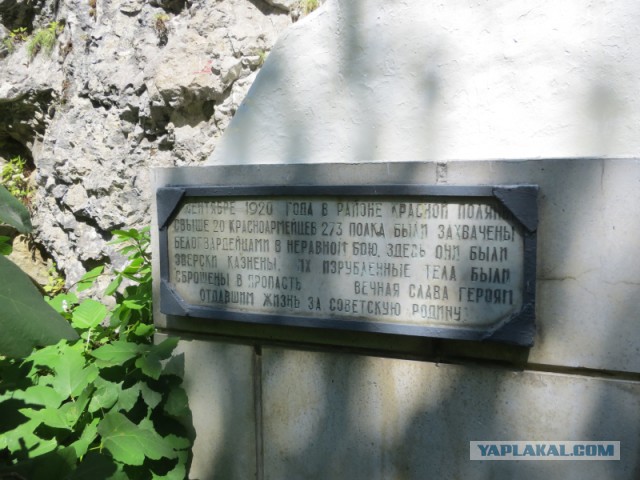 СЕНТЯБРЕ 1920 ГОДА В РАЙОНЕ КРАСНОЙ ПОЛЯНЫ
СВЫШЕ 20 КРАСНОАРМЕЙЦЕВ 273 ПОЛКА БЫЛИ ЗАХВАЧЕНЫ
БЕЛОГВАРДЕЙЦАМИ В НЕРАВНОМ БОЮ. ЗДЕСЬ ОНИ БЫЛИ
ЗВЕРСКИ КАЗНЕНЫ. ИХ ИЗРУБЛЕННЫЕ ТЕЛА БЫЛИ
СБРОШЕНЫ В ПРОПАСТЬ ВЕЧНАЯ СЛАВА ГЕРОЯМ
ОТДАВШИМ ЖИЗНЬ ЗА СОВЕТСКУЮ РОДИНУ!
YAPLAKAL.COM